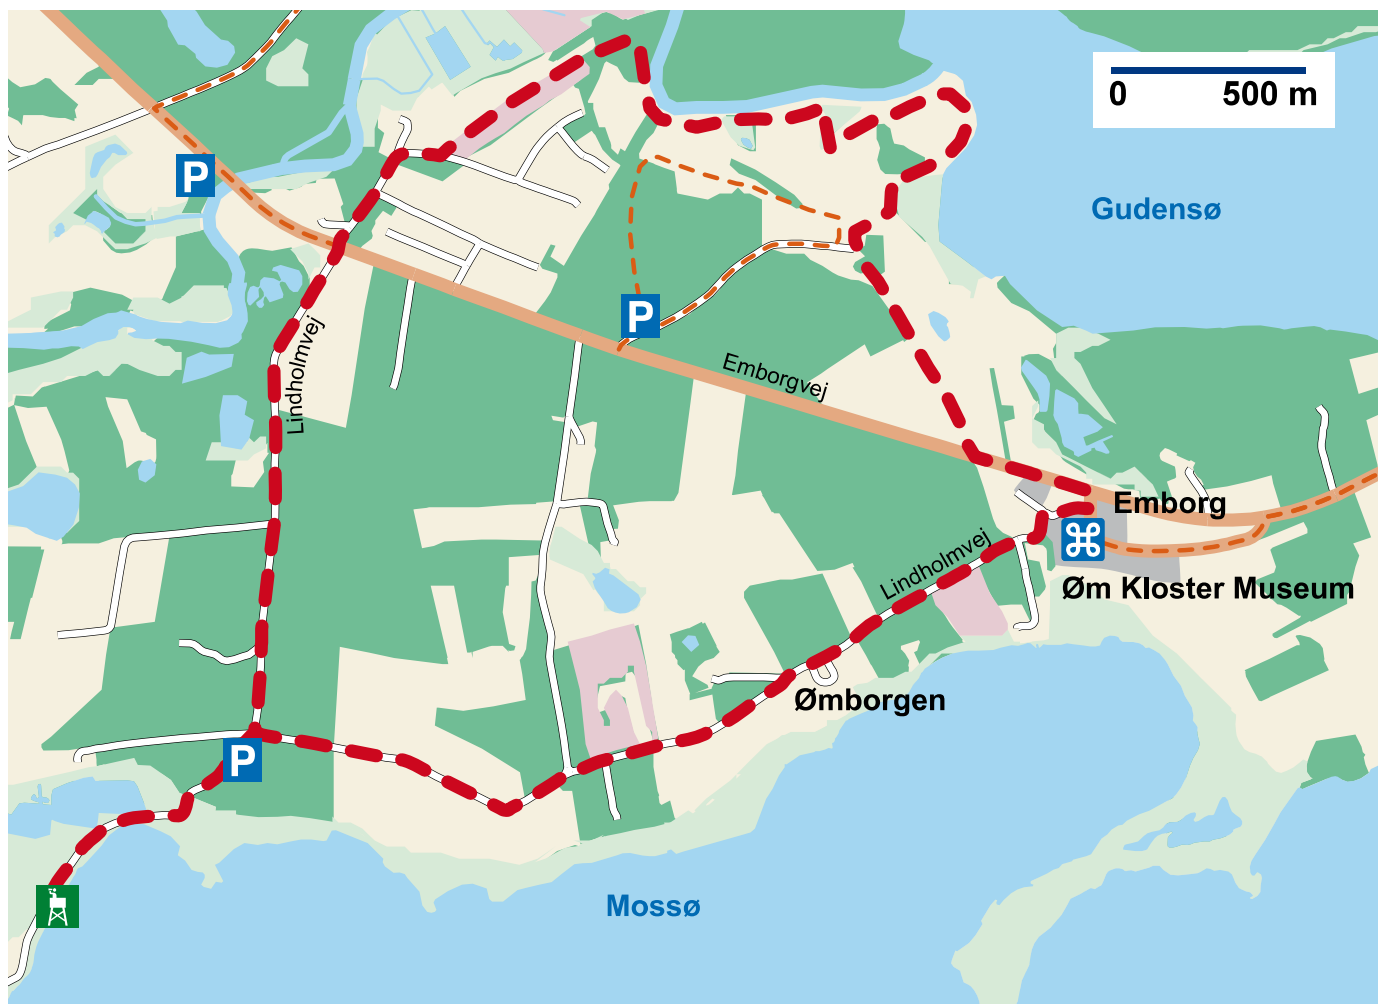 0 500 m
P
Gudensø
P
Lindholmvej
Emborgvej
Emborg
Lindholmvej
Øm Kloster Museum
Ømborgen
P
Mossø